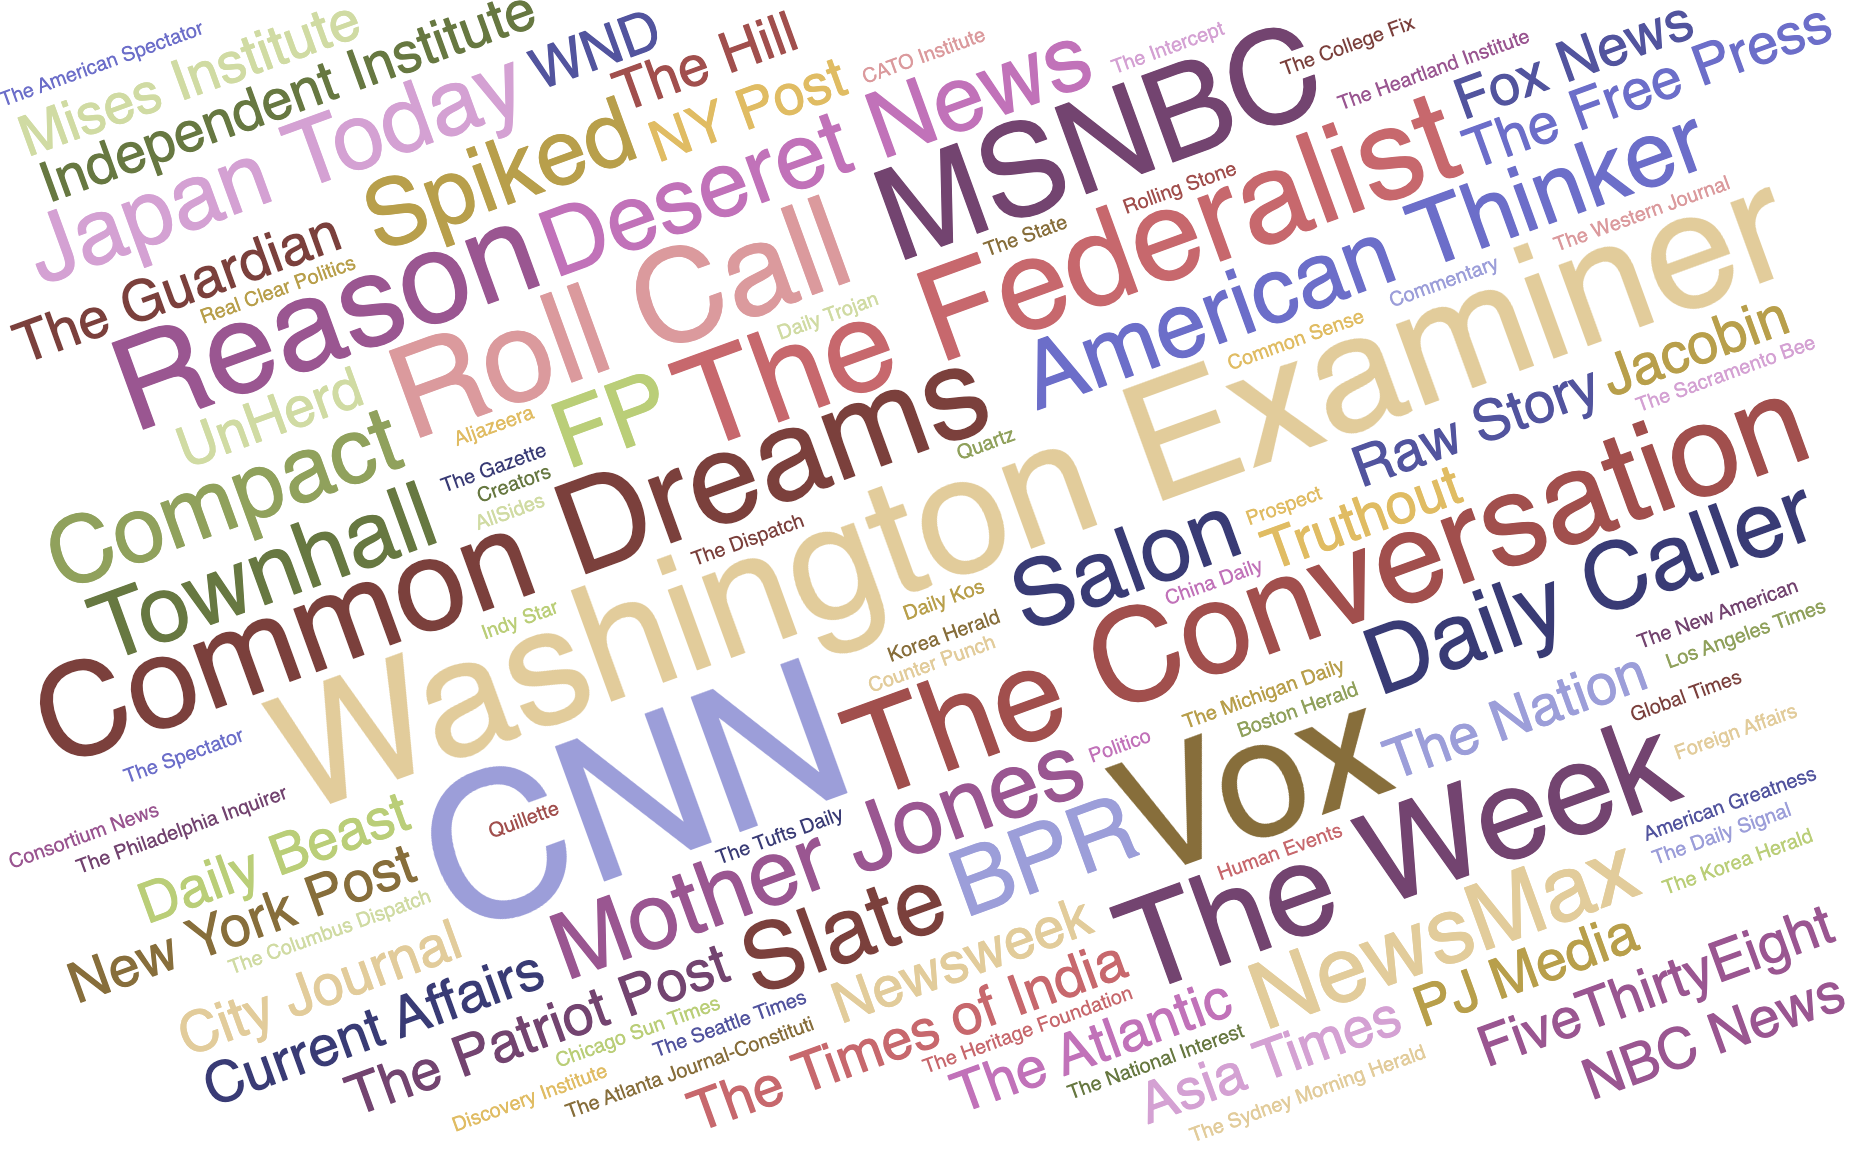 The American Spectator
Mises Institute
Independent Institute
WND
The Hill
CATO Institute
The Intercept
The College Fix
The Heartland Institute
Fox News
The Free Press
Japan Today
Spiked
NY Post
Deseret News
MSNBC
Rolling Stone
The State
The Federalist
American Thinker
The Western Journal
The Guardian
Real Clear Politics
Reason
Roll Call
Daily Trojan
Commentary
Common Sense
Washington Examiner
Jacobin
The Sacramento Bee
Raw Story
UnHerd
Compact
Aljazeera
FP
The Gazette
Creators
AllSides
Quartz
Common Dreams
Townhall
The Dispatch
Prospect
Truthout
Salon
China Daily
The Conversation
Daily Caller
Indy Star
Daily Kos
Korea Herald
Counter Punch
The New American
Los Angeles Times
The Michigan Daily
Boston Herald
The Nation
Global Times
Foreign Affairs
The Spectator
CNN
Politico
Vox
Consortium News
The Philadelphia Inquirer
Quillette
The Tufts Daily
Mother Jones
BPR
Human Events
The Week
American Greatness
The Daily Signal
The Korea Herald
Daily Beast
New York Post
The Columbus Dispatch
City Journal
Current Affairs
The Patriot Post
Slate
Newsweek
NewsMax
PJ Media
FiveThirtyEight
NBC News
Chicago Sun Times
The Seattle Times
The Atlanta Journal-Constituti
Discovery Institute
The Times of India
The Heritage Foundation
The Atlantic
The National Interest
Asia Times
The Sydney Morning Herald